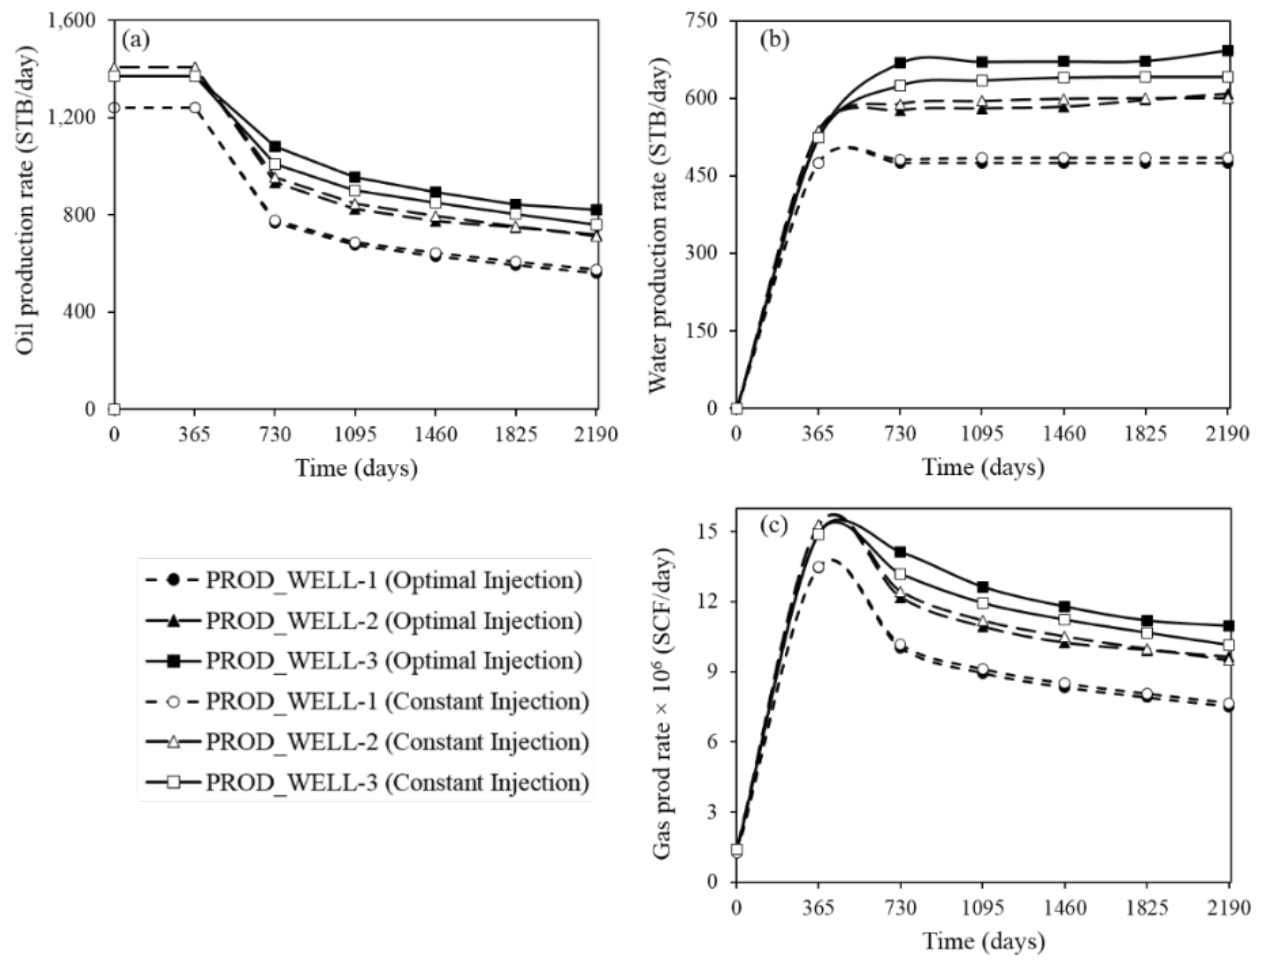 (a)
Oil production rate (STB/day)
1,600
1,200
800
400
0
0 365 730 1095 1460 1825 2190
Time (days)
(b)
Water production rate (STB/day)
750
600
450
300
150
0
0 365 730 1095 1460 1825 2190
Time (days)
PROD_WELL-1 (Optimal Injection)
PROD_WELL-2 (Optimal Injection)
PROD_WELL-3 (Optimal Injection)
PROD_WELL-1 (Constant Injection)
PROD_WELL-2 (Constant Injection)
PROD_WELL-3 (Constant Injection)
(c)
Gas prod rate × 10⁶ (SCF/day)
15
12
9
6
3
0
0 365 730 1095 1460 1825 2190
Time (days)